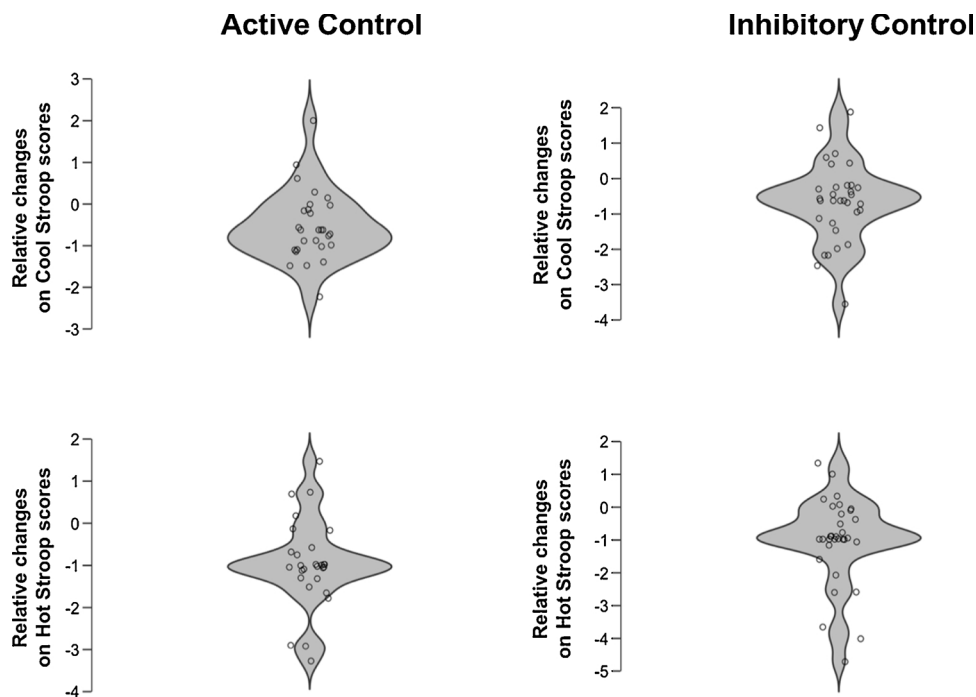 Active Control
Inhibitory Control
Relative changes
on Cool Stroop scores
3
2
1
0
-1
-2
-3
Relative changes
on Cool Stroop scores
2
1
0
-1
-2
-3
-4
Relative changes
on Hot Stroop scores
2
1
0
-1
-2
-3
-4
Relative changes
on Hot Stroop scores
2
1
0
-1
-2
-3
-4
-5